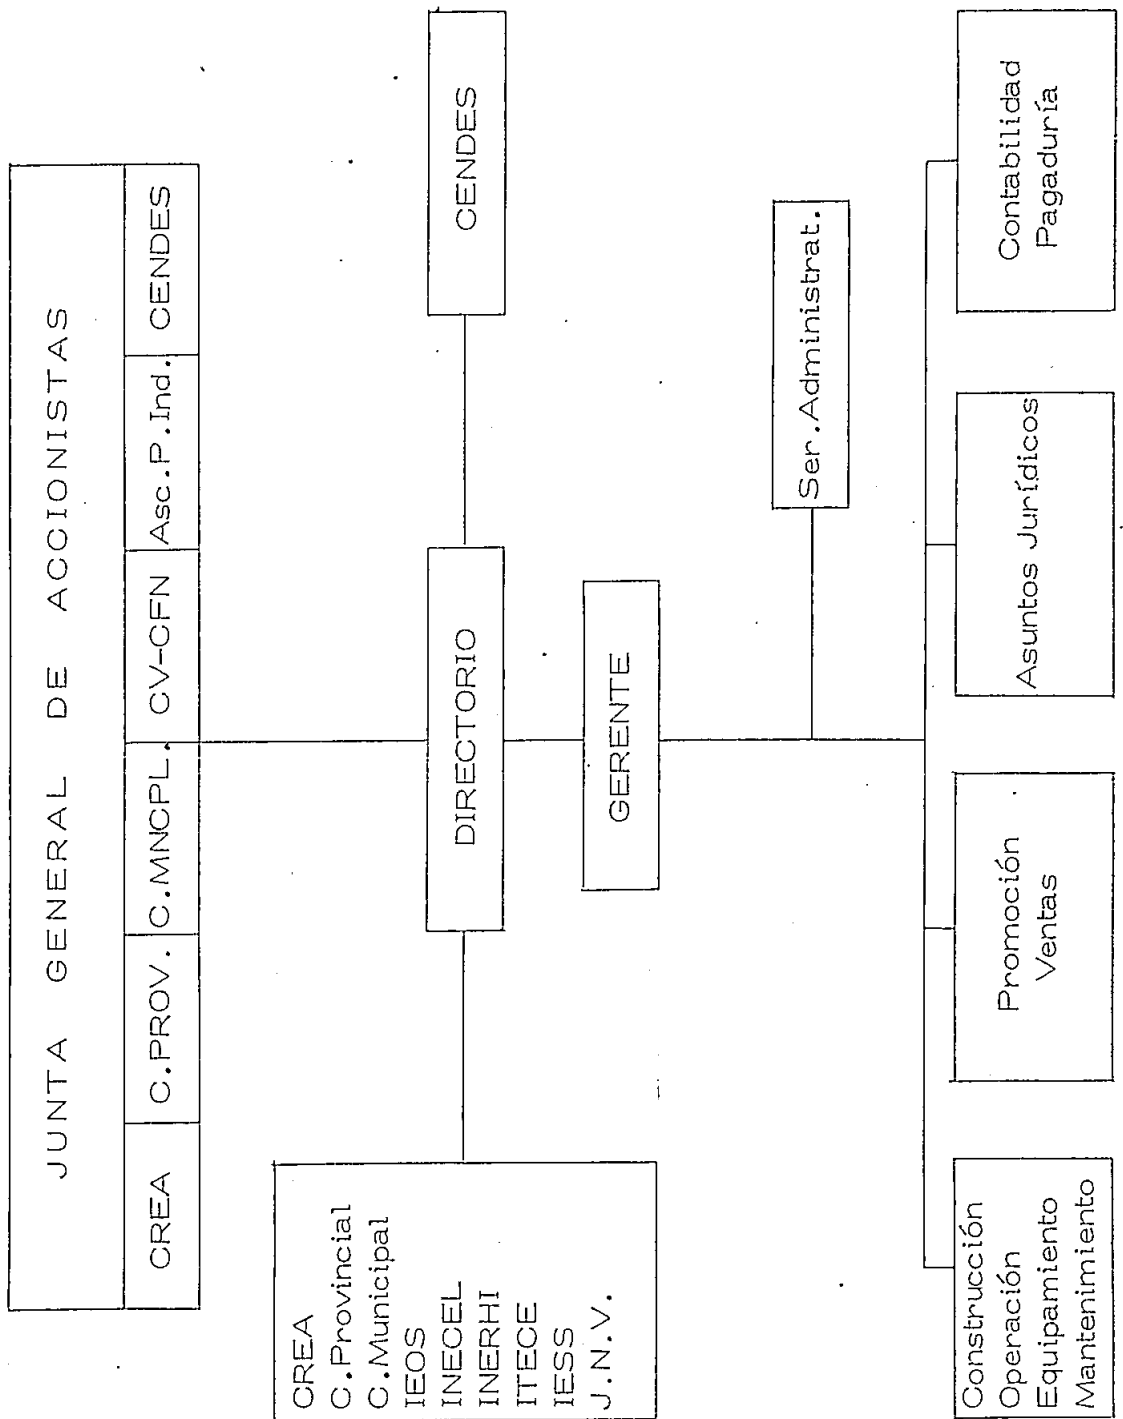 JUNTA GENERAL DE ACCIONISTAS
CREA C.PROV. C.MNCPL. CV-CFN Asc.P.Ind. CENDES
CREA
C.Provincial
C.Municipal
IEOS
INECEL
INERHI
ITECE
IESS
J.N.V.
DIRECTORIO
CENDES
GERENTE
Ser.Administrat.
Construcción
Operación
Equipamiento
Mantenimiento
Promoción
Ventas
Asuntos Jurídicos
Contabilidad
Pagaduría